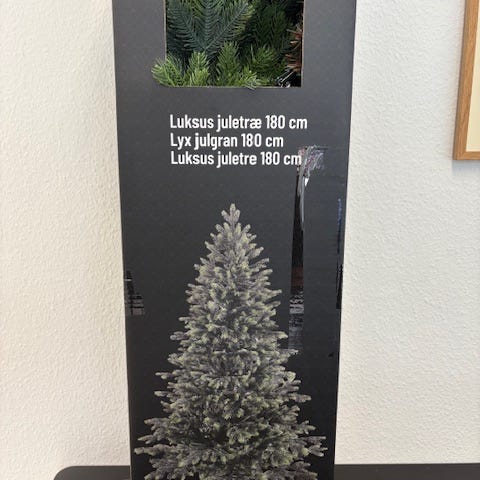 Luksus juletræ 180 cm
Lyx julgran 180 cm
Luksus juletre 180 cm